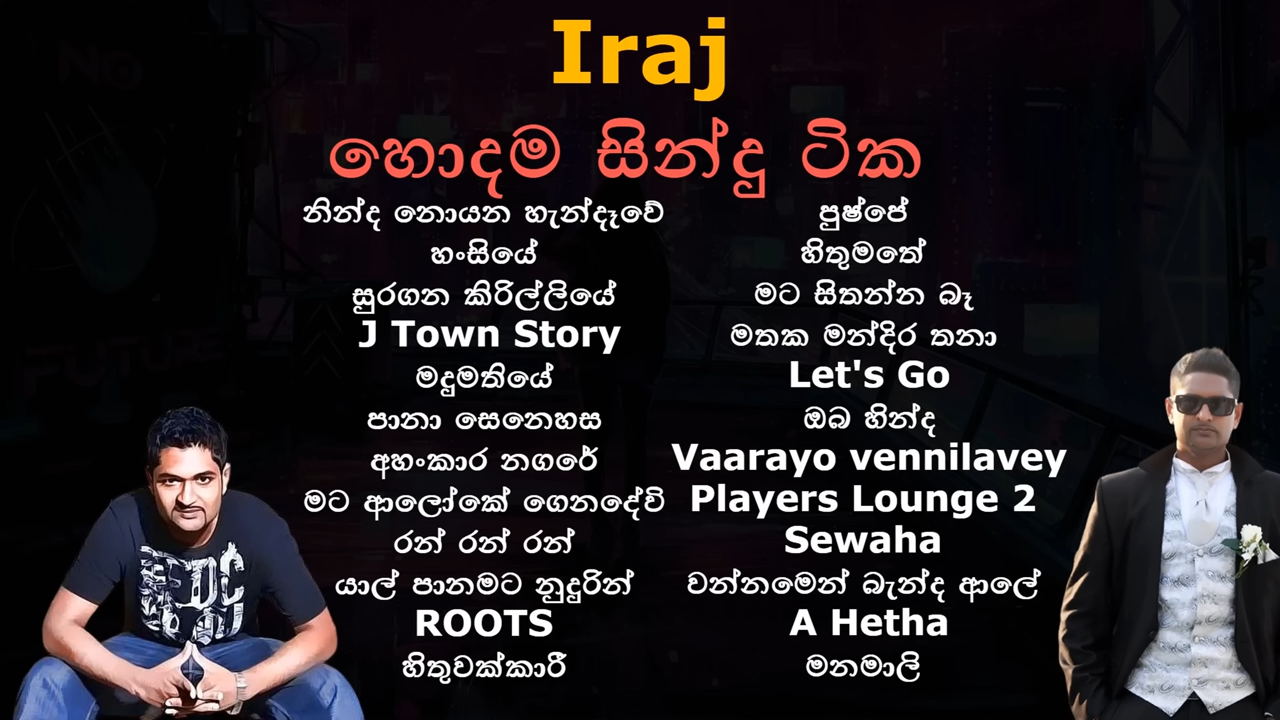 Iraj
හොදම සින්දු ටික
නින්ද නොයන හැන්දෑවේ
හංසියේ
සුරගන කිරිල්ලියේ
J Town Story
මදුමතියේ
පානා සෙනෙහස
අහංකාර නගරේ
මට ආලෝකේ ගෙනදේවි
රන් රන් රන්
යාල් පානමට නුදුරින්
ROOTS
හිතුවක්කාරී
පුෂ්පේ
හිතුමතේ
මට සිතන්න බෑ
මතක මන්දිර තනා
Let's Go
ඔබ හින්ද
Vaarayo vennilavey
Players Lounge 2
Sewaha
වන්නමෙන් බැන්ද ආලේ
A Hetha
මනමාලි